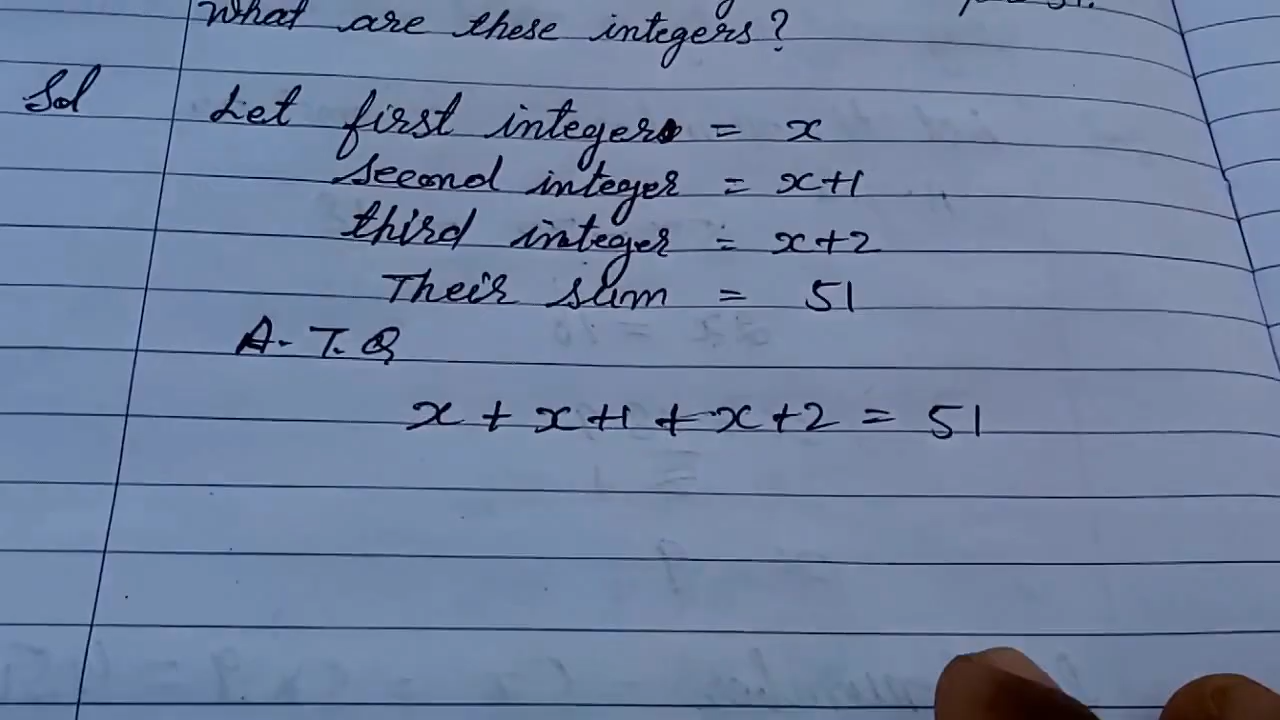 What are these integers?
Sol Let first integer = x
second integer = x+1
third integer = x+2
Their sum = 51
A.T.Q
x + x+1 + x+2 = 51